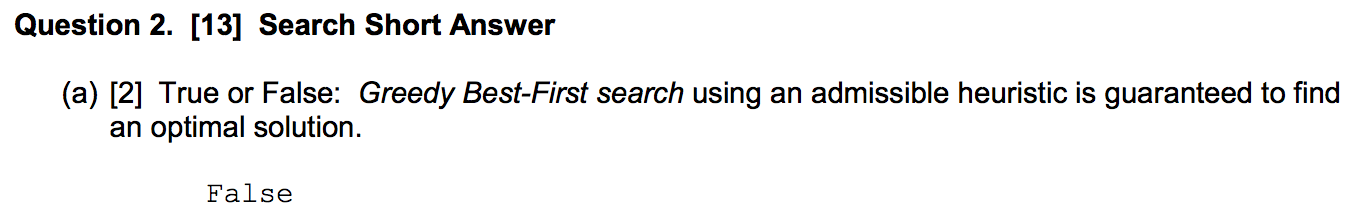 Question 2. [13] Search Short Answer
(a) [2] True or False: Greedy Best-First search using an admissible heuristic is guaranteed to find
an optimal solution.
False